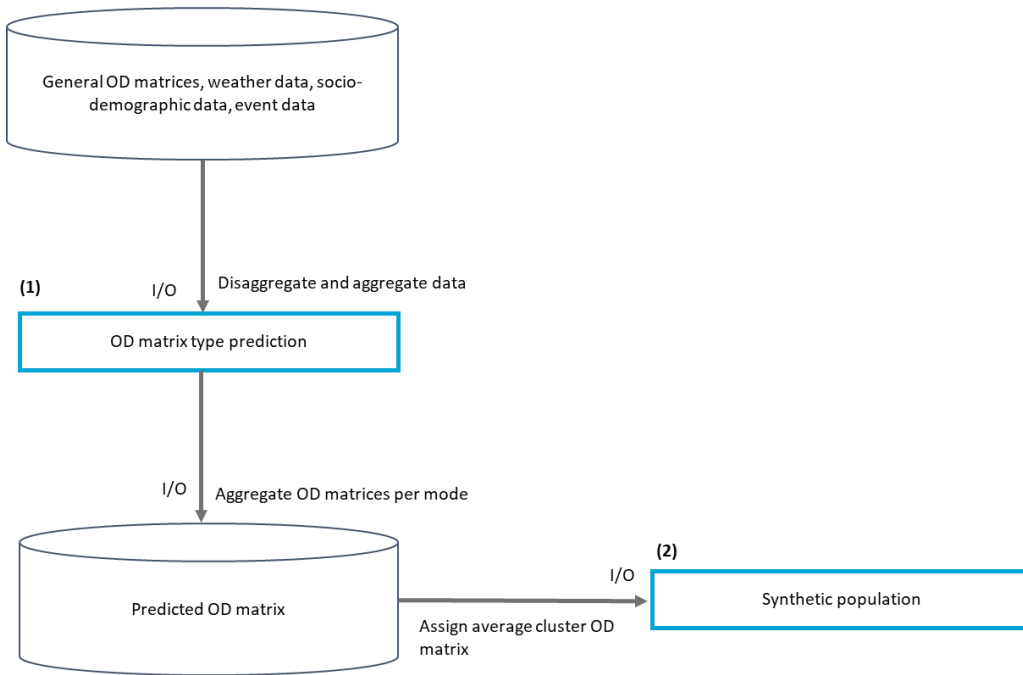 General OD matrices, weather data, socio-
demographic data, event data
(1)
I/O
Disaggregate and aggregate data
OD matrix type prediction
I/O
Aggregate OD matrices per mode
Predicted OD matrix
(2)
I/O
Synthetic population
Assign average cluster OD
matrix